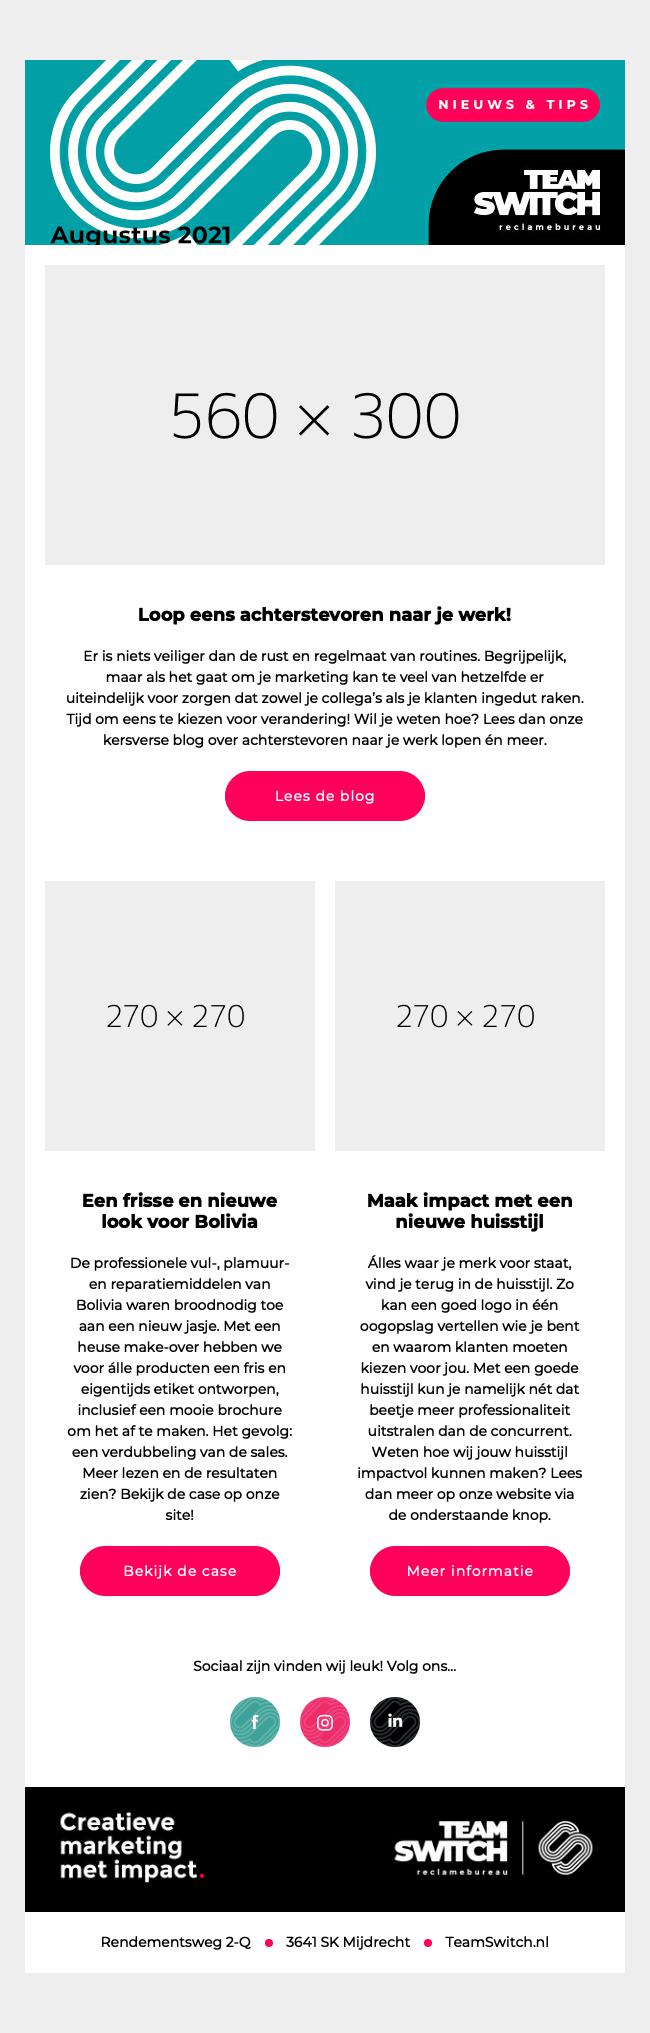 NIEUWS & TIPS
TEAM
SWITCH
reclamebureau
Augustus 2021
560 × 300
Loop eens achterstevoren naar je werk!
Er is niets veiliger dan de rust en regelmaat van routines. Begrijpelijk,
maar als het gaat om je marketing kan te veel van hetzelfde er
uiteindelijk voor zorgen dat zowel je collega's als je klanten ingedut raken.
Tijd om eens te kiezen voor verandering! Wil je weten hoe? Lees dan onze
kersverse blog over achterstevoren naar je werk lopen én meer.
Lees de blog
270 × 270
Een frisse en nieuwe
look voor Bolivia
De professionele vul-, plamuur-
en reparatiemiddelen van
Bolivia waren broodnodig toe
aan een nieuw jasje. Met een
heuse make-over hebben we
voor álle producten een fris en
eigentijds etiket ontworpen,
inclusief een mooie brochure
om het af te maken. Het gevolg:
een verdubbeling van de sales.
Meer lezen en de resultaten
zien? Bekijk de case op onze
site!
Bekijk de case
270 × 270
Maak impact met een
nieuwe huisstijl
Álles waar je merk voor staat,
vind je terug in de huisstijl. Zo
kan een goed logo in één
oogopslag vertellen wie je bent
en waarom klanten moeten
kiezen voor jou. Met een goede
huisstijl kun je namelijk nét dat
beetje meer professionaliteit
uitstralen dan de concurrent.
Weten hoe wij jouw huisstijl
impactvol kunnen maken? Lees
dan meer op onze website via
de onderstaande knop.
Meer informatie
Sociaal zijn vinden wij leuk! Volg ons...
f
in
Creatieve
marketing
met impact.
TEAM
SWITCH
reclamebureau
Rendementsweg 2-Q ● 3641 SK Mijdrecht ● TeamSwitch.nl